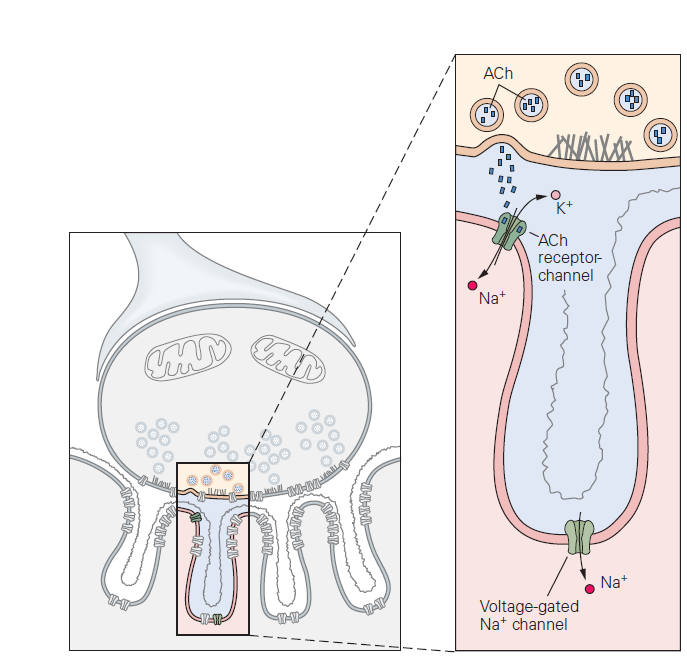 ACh
K⁺
ACh
receptor-
channel
Na⁺
Na⁺
Voltage-gated
Na⁺ channel